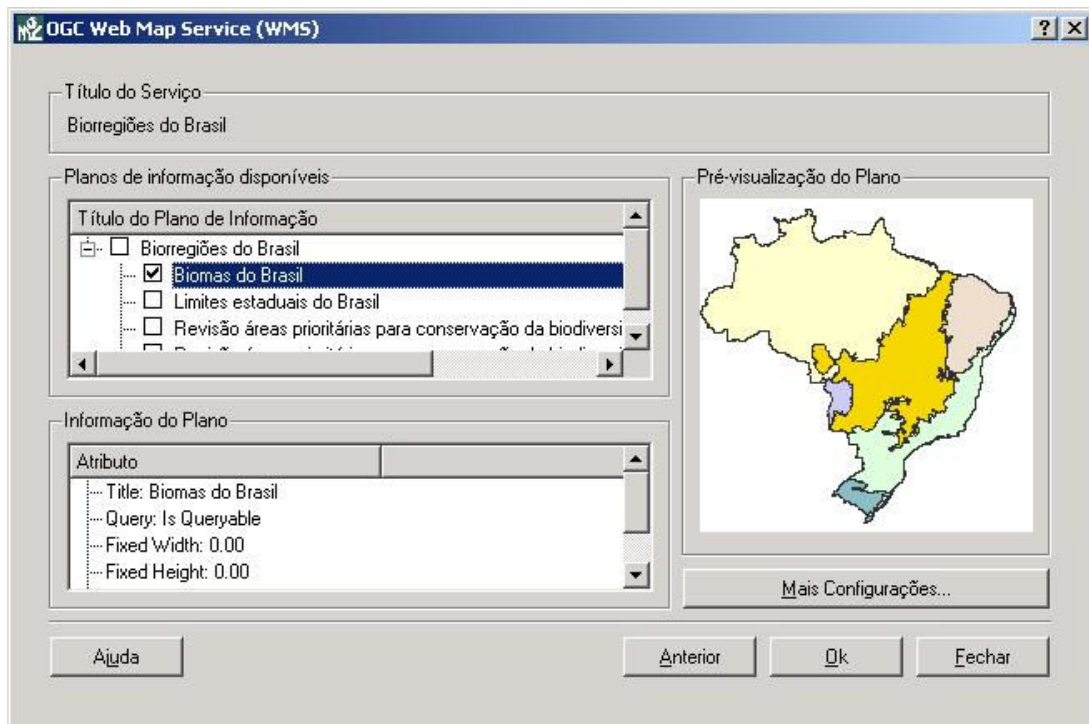 OGC Web Map Service (WMS)
Título do Serviço
Biorregiões do Brasil
Planos de informação disponíveis
Título do Plano de Informação
Biorregiões do Brasil
Biomas do Brasil
Limites estaduais do Brasil
Revisão áreas prioritárias para conservação da biodiversi
Pré-visualização do Plano
Informação do Plano
Atributo
Title: Biomas do Brasil
Query: Is Queryable
Fixed Width: 0.00
Fixed Height: 0.00
Mais Configurações...
Ajuda
Anterior
Ok
Fechar